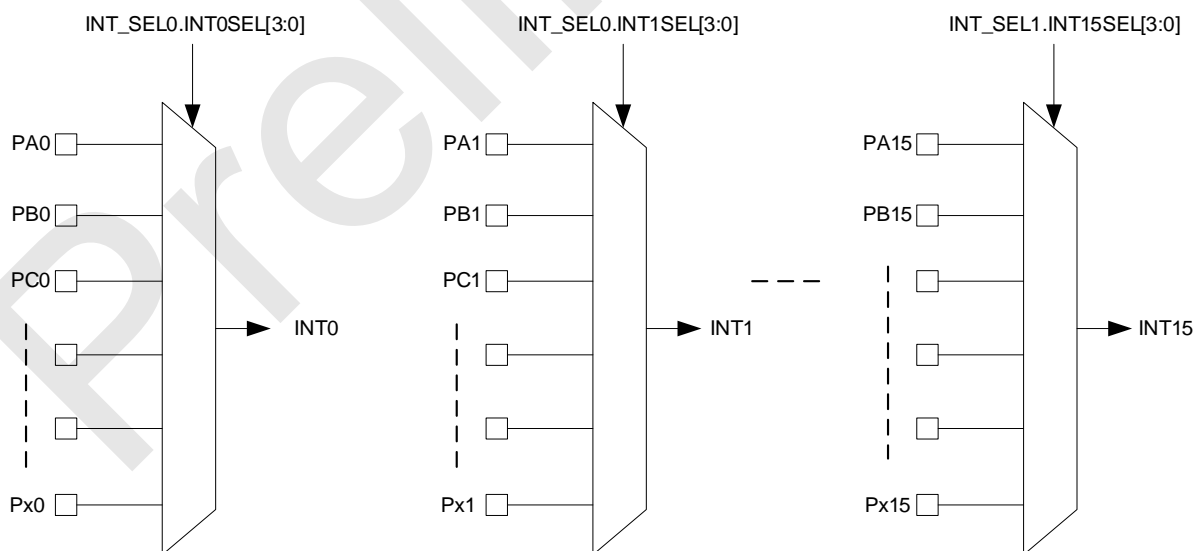 INT_SEL0.INT0SEL[3:0]
INT_SEL0.INT1SEL[3:0]
INT_SEL1.INT15SEL[3:0]
PA0
PB0
PC0
Px0
INT0
PA1
PB1
PC1
Px1
INT1
PA15
PB15
Px15
INT15
Preli